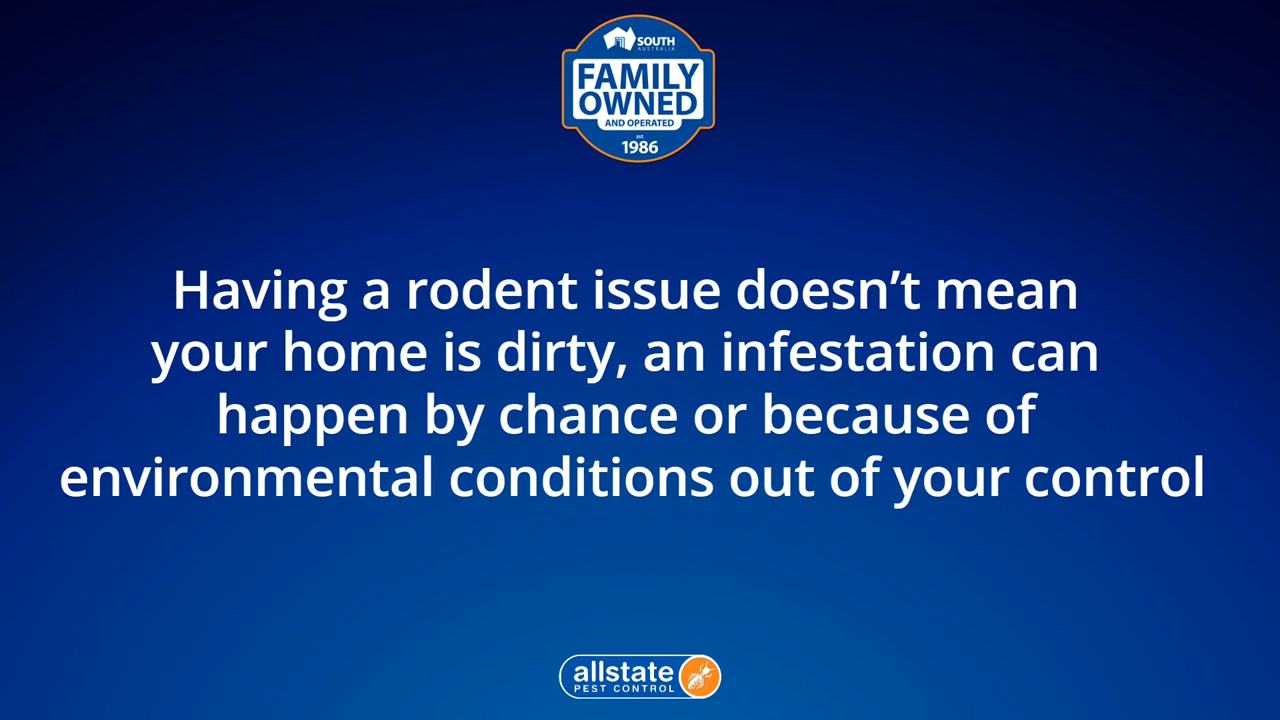 SOUTH
AUSTRALIA
FAMILY
OWNED
AND OPERATED
EST.
1986
Having a rodent issue doesn’t mean
your home is dirty, an infestation can
happen by chance or because of
environmental conditions out of your control
allstate
PEST CONTROL